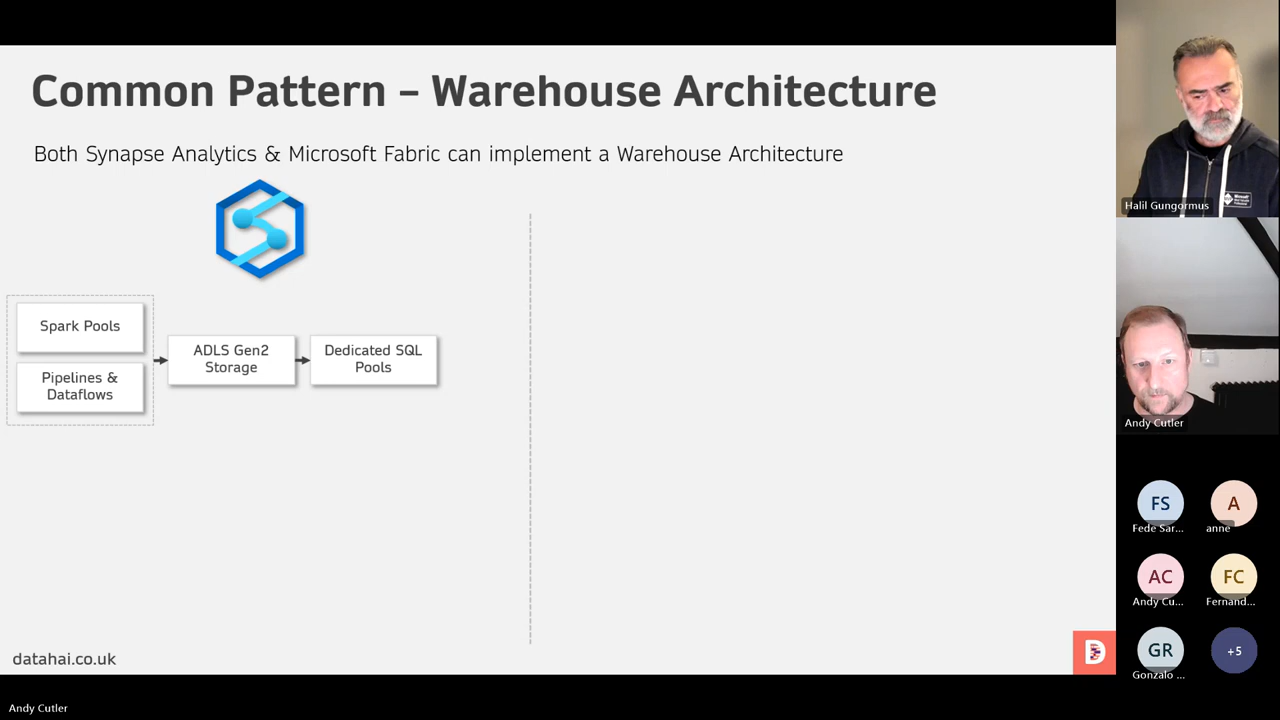 Common Pattern – Warehouse Architecture
Both Synapse Analytics & Microsoft Fabric can implement a Warehouse Architecture
Spark Pools
Pipelines &
Dataflows
ADLS Gen2
Storage
Dedicated SQL
Pools
datahai.co.uk
D
Halil Gungormus
Andy Cutler
FS
Fede Sar...
A
anne
AC
Andy Cu...
FC
Fernand...
GR
Gonzalo ...
+5
Andy Cutler